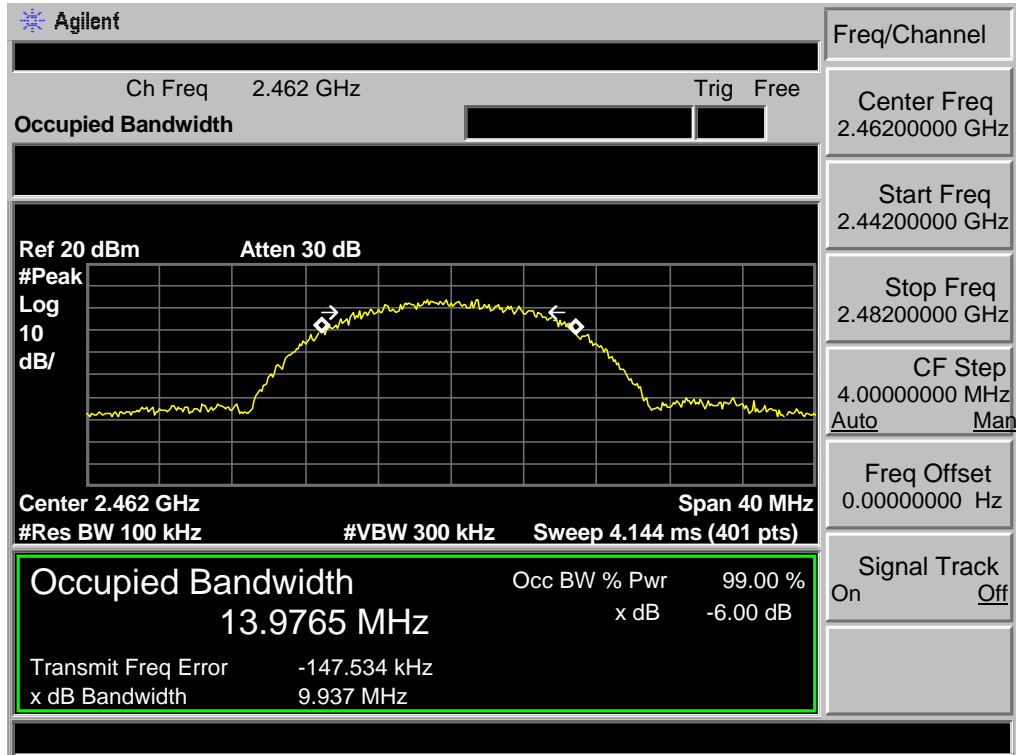 Agilent
Freq/Channel
Ch Freq 2.462 GHz Trig Free
Occupied Bandwidth
Center Freq
2.46200000 GHz
Start Freq
2.44200000 GHz
Stop Freq
2.48200000 GHz
CF Step
4.00000000 MHz
Auto Man
Freq Offset
0.00000000 Hz
Signal Track
On Off
Ref 20 dBm Atten 30 dB
#Peak
Log
10
dB/
Center 2.462 GHz Span 40 MHz
#Res BW 100 kHz #VBW 300 kHz Sweep 4.144 ms (401 pts)
Occupied Bandwidth
13.9765 MHz
Occ BW % Pwr 99.00 %
x dB -6.00 dB
Transmit Freq Error -147.534 kHz
x dB Bandwidth 9.937 MHz